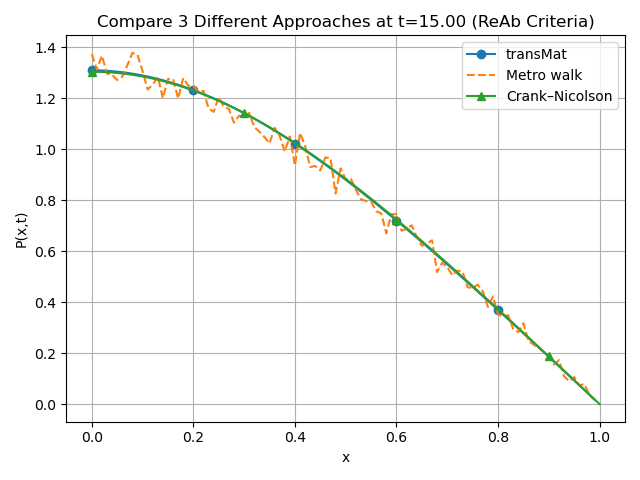 Compare 3 Different Approaches at t=15.00 (ReAb Criteria)
transMat
Metro walk
Crank–Nicolson
P(x,t)
1.4
1.2
1.0
0.8
0.6
0.4
0.2
0.0
0.0 0.2 0.4 0.6 0.8 1.0
x